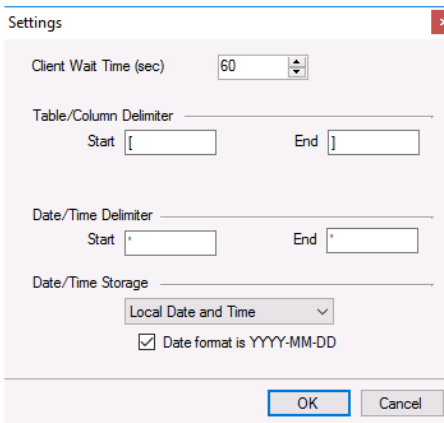 Settings
Client Wait Time (sec) 60
Table/Column Delimiter
Start [ End ]
Date/Time Delimiter
Start ' End '
Date/Time Storage
Local Date and Time
Date format is YYYY-MM-DD
OK Cancel